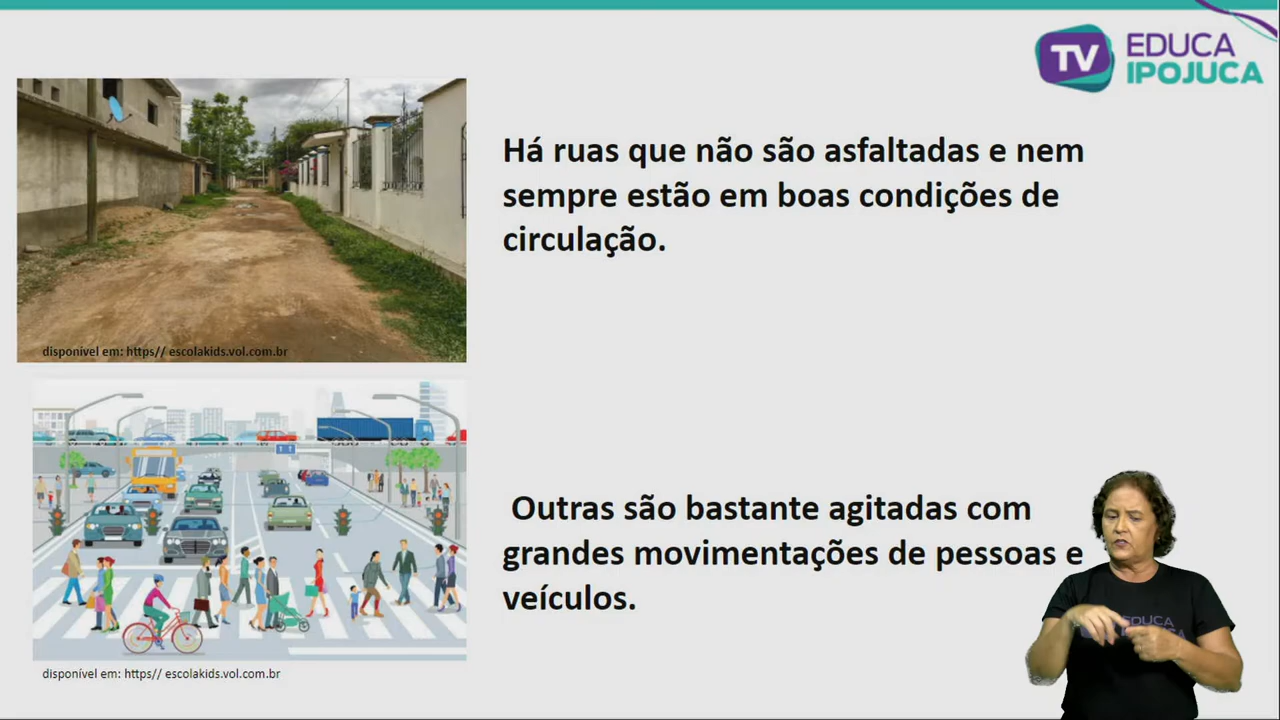 TV EDUCA
IPOJUCA
Há ruas que não são asfaltadas e nem
sempre estão em boas condições de
circulação.
disponível em: https// escolakids.vol.com.br
Outras são bastante agitadas com
grandes movimentações de pessoas e
veículos.
disponível em: https// escolakids.vol.com.br
EDUCA